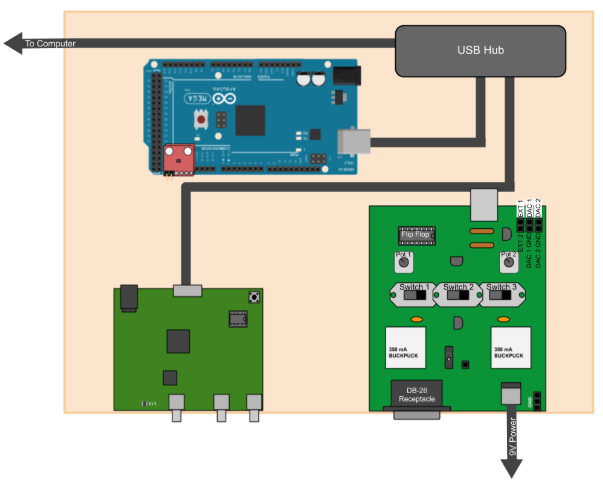 To Computer
USB Hub
MEGA
Arduino
EXT 1
DAC 1
DAC 2
EXT 2
DAC 1 GND
DAC 2 GND
Flip Flop
Pot 1
Pot 2
Switch 1
Switch 2
Switch 3
350 mA
BUCKPUCK
350 mA
BUCKPUCK
DB-26
Receptacle
GND
9V Power